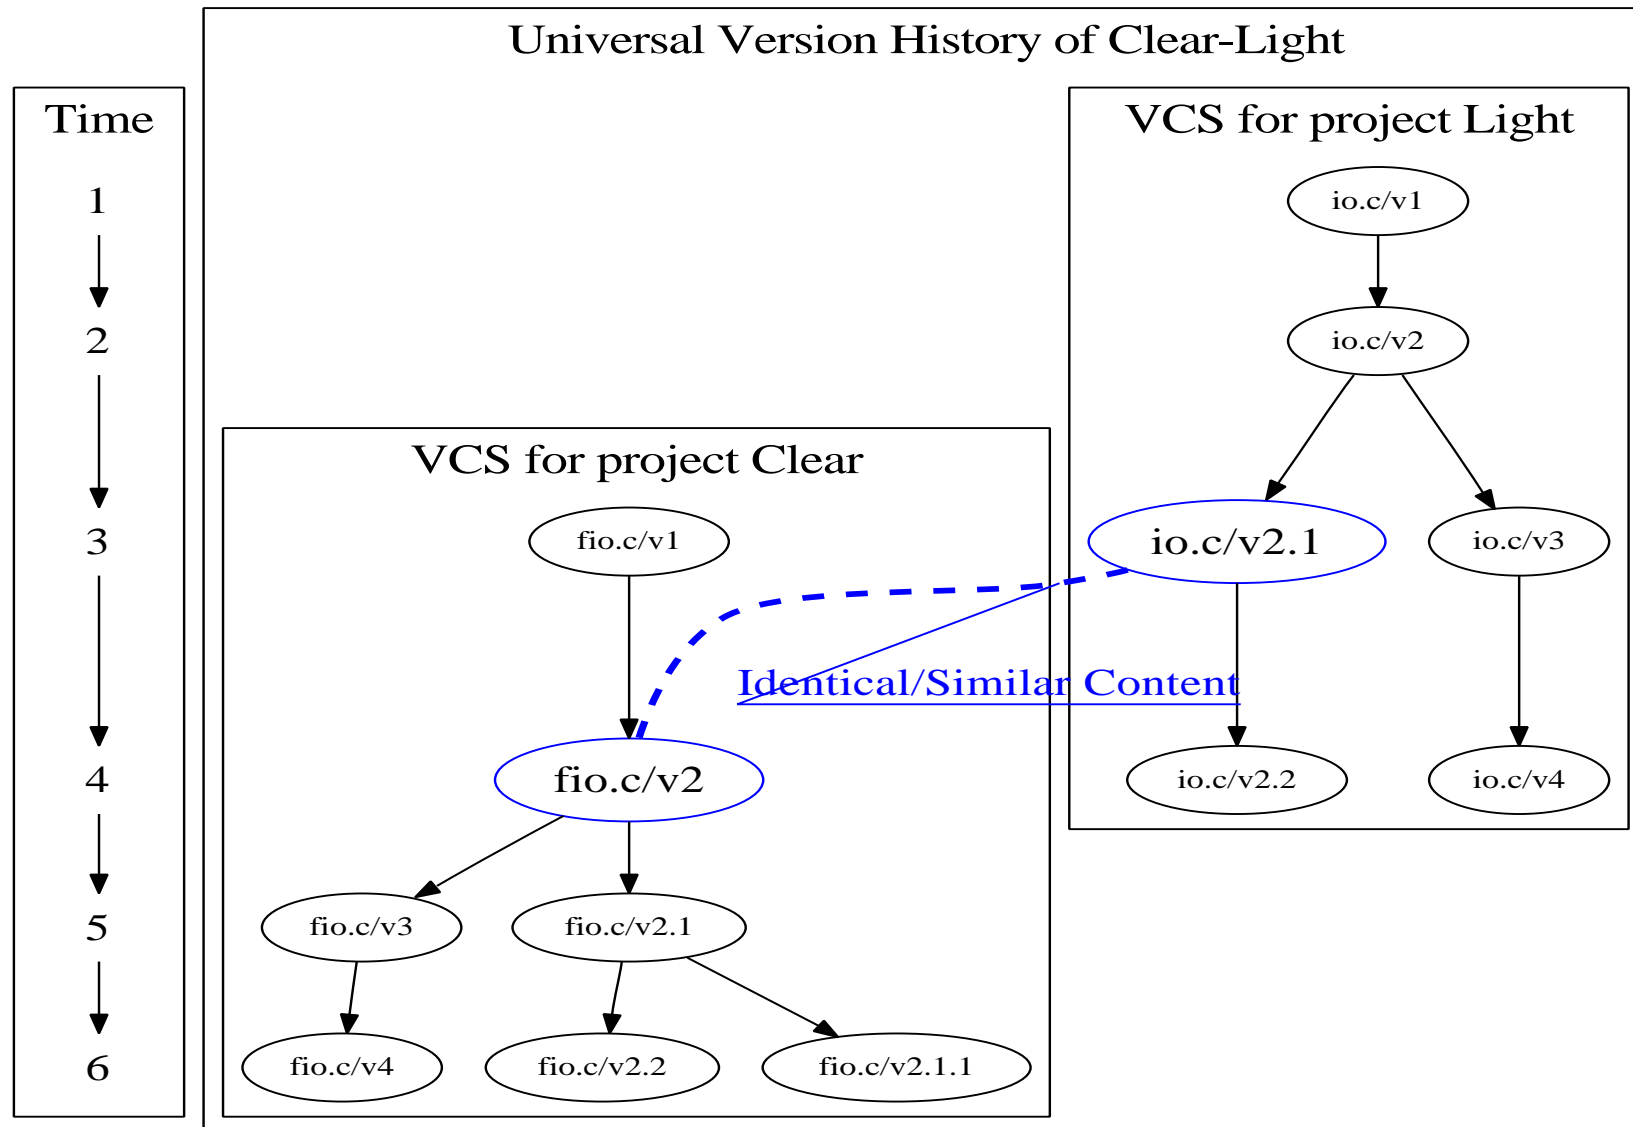 Universal Version History of Clear-Light
Time
1
2
3
4
5
6
VCS for project Clear
fio.c/v1
fio.c/v2
fio.c/v3
fio.c/v2.1
fio.c/v4
fio.c/v2.2
fio.c/v2.1.1
Identical/Similar Content
VCS for project Light
io.c/v1
io.c/v2
io.c/v2.1
io.c/v3
io.c/v2.2
io.c/v4